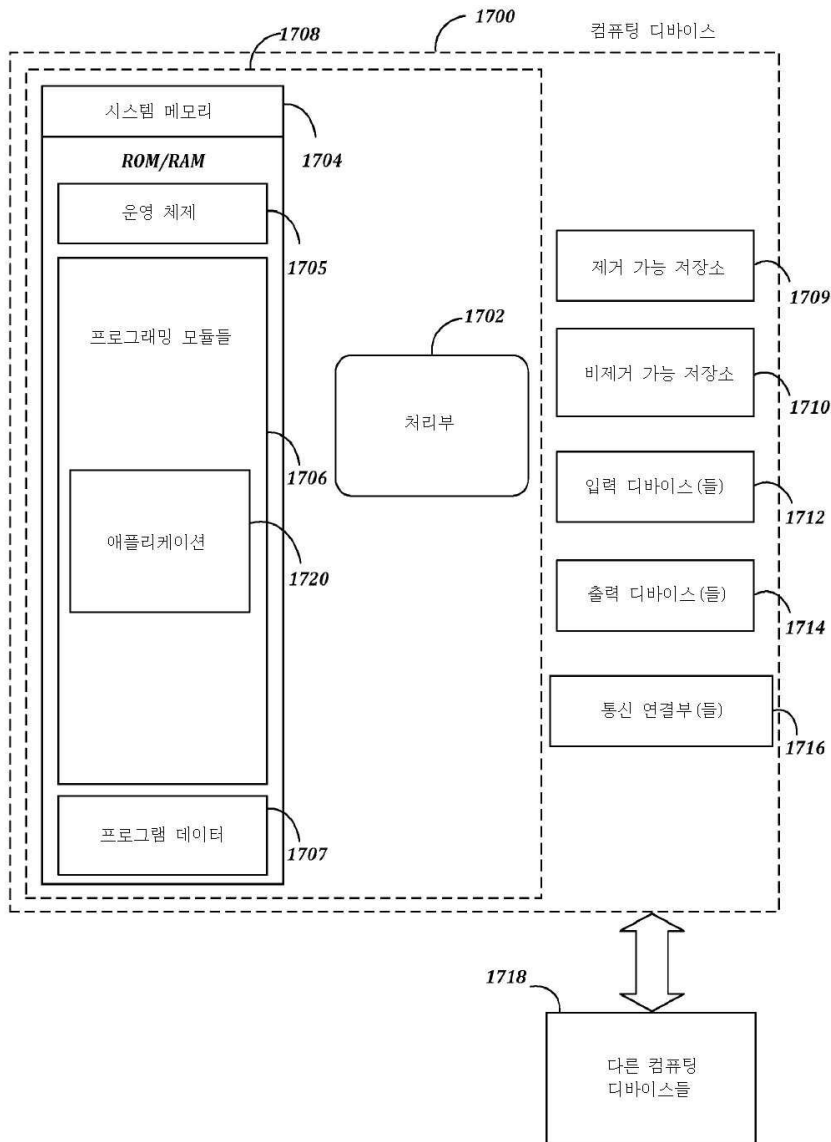 1708
1700
컴퓨팅 디바이스
시스템 메모리
1704
ROM/RAM
운영 체제
1705
프로그래밍 모듈들
1706
애플리케이션
1720
프로그램 데이터
1707
1702
처리부
제거 가능 저장소
1709
비제거 가능 저장소
1710
입력 디바이스(들)
1712
출력 디바이스(들)
1714
통신 연결부(들)
1716
1718
다른 컴퓨팅
디바이스들